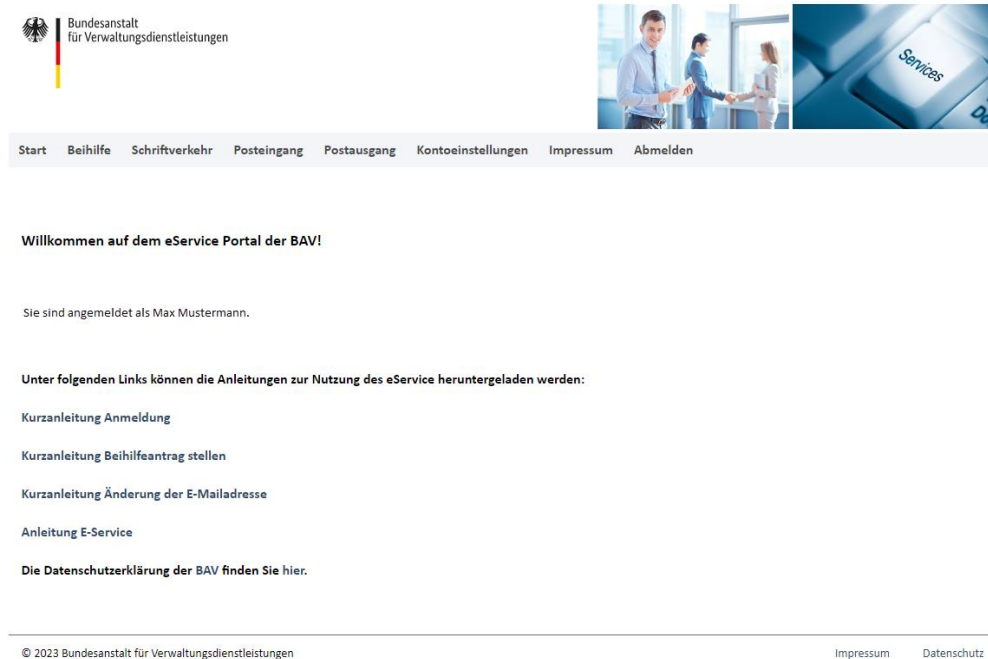 Bundesanstalt
für Verwaltungsdienstleistungen
Services
Start Beihilfe Schriftverkehr Posteingang Postausgang Kontoeinstellungen Impressum Abmelden
Willkommen auf dem eService Portal der BAV!
Sie sind angemeldet als Max Mustermann.
Unter folgenden Links können die Anleitungen zur Nutzung des eService heruntergeladen werden:
Kurzanleitung Anmeldung
Kurzanleitung Beihilfeantrag stellen
Kurzanleitung Änderung der E-Mailadresse
Anleitung E-Service
Die Datenschutzerklärung der BAV finden Sie hier.
© 2023 Bundesanstalt für Verwaltungsdienstleistungen Impressum Datenschutz